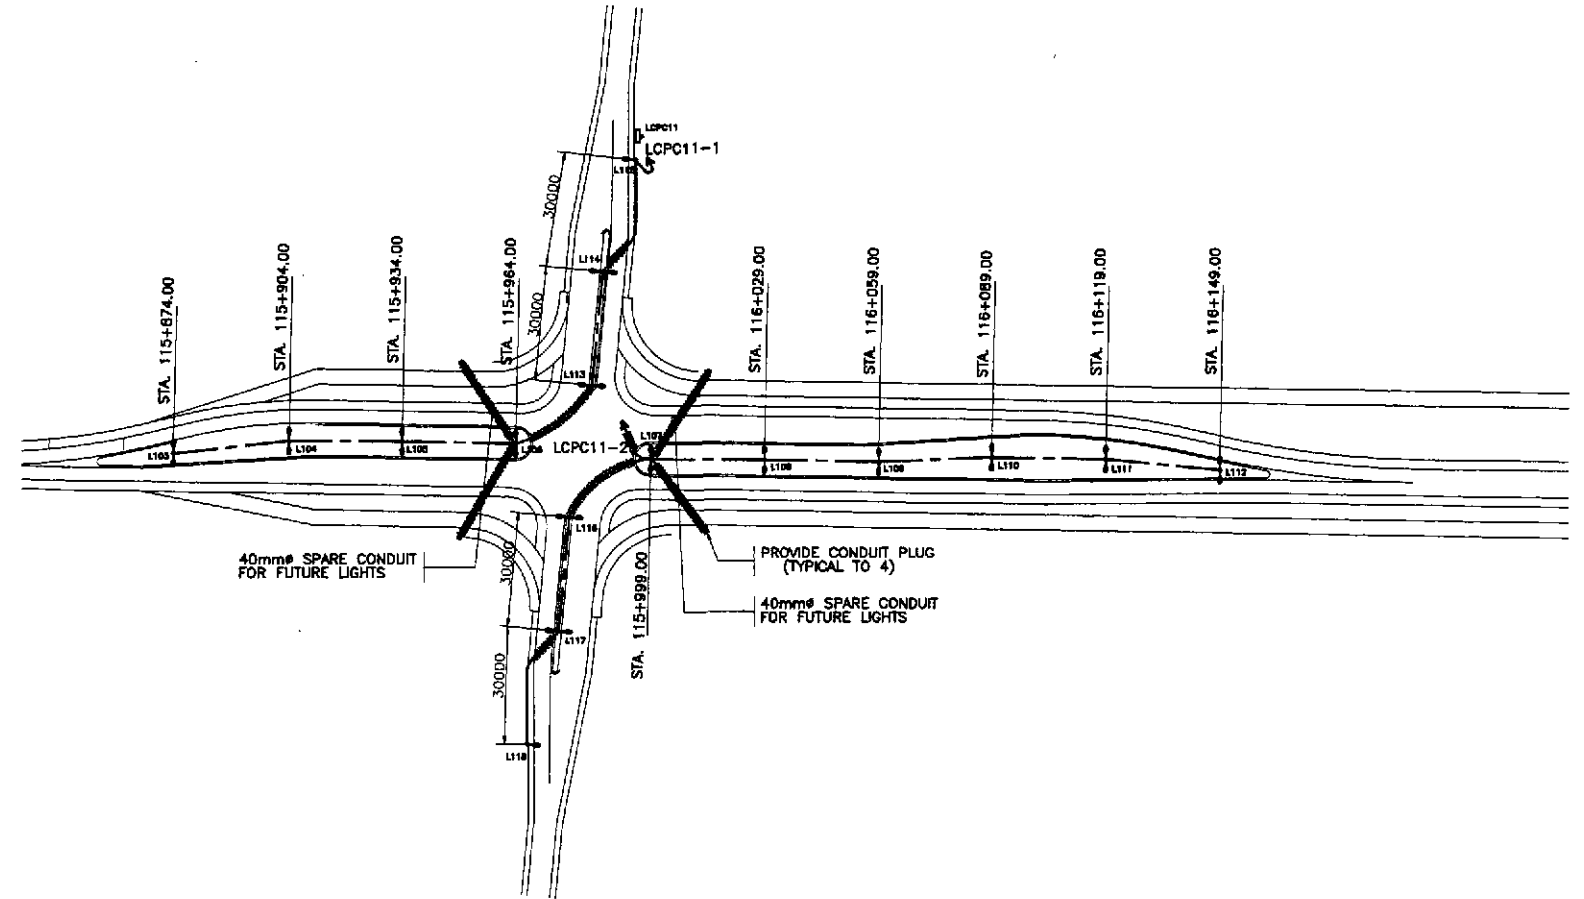 LCPC11
LCPC11-1
L115
30000
L114
30000
L113
STA. 115+874.00
STA. 115+904.00
STA. 115+934.00
STA. 115+964.00
STA. 116+029.00
STA. 116+059.00
STA. 116+089.00
STA. 116+119.00
STA. 116+149.00
L103
L104
L105
L106
LCPC11-2
L107
L108
L109
L110
L111
L112
L116
30000
L117
30000
L118
STA. 115+999.00
40mmø SPARE CONDUIT
FOR FUTURE LIGHTS
PROVIDE CONDUIT PLUG
(TYPICAL TO 4)
40mmø SPARE CONDUIT
FOR FUTURE LIGHTS